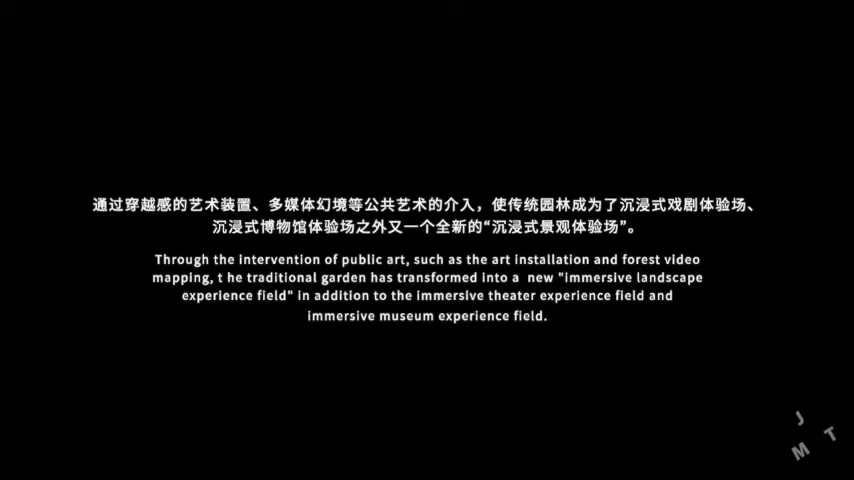 通过穿越感的艺术装置、多媒体幻境等公共艺术的介入，使传统园林成为了沉浸式戏剧体验场、
沉浸式博物馆体验场之外又一个全新的“沉浸式景观体验场”。
Through the intervention of public art, such as the art installation and forest video
mapping, t he traditional garden has transformed into a  new "immersive landscape
experience field" in addition to the immersive theater experience field and
immersive museum experience field.
J
T
M